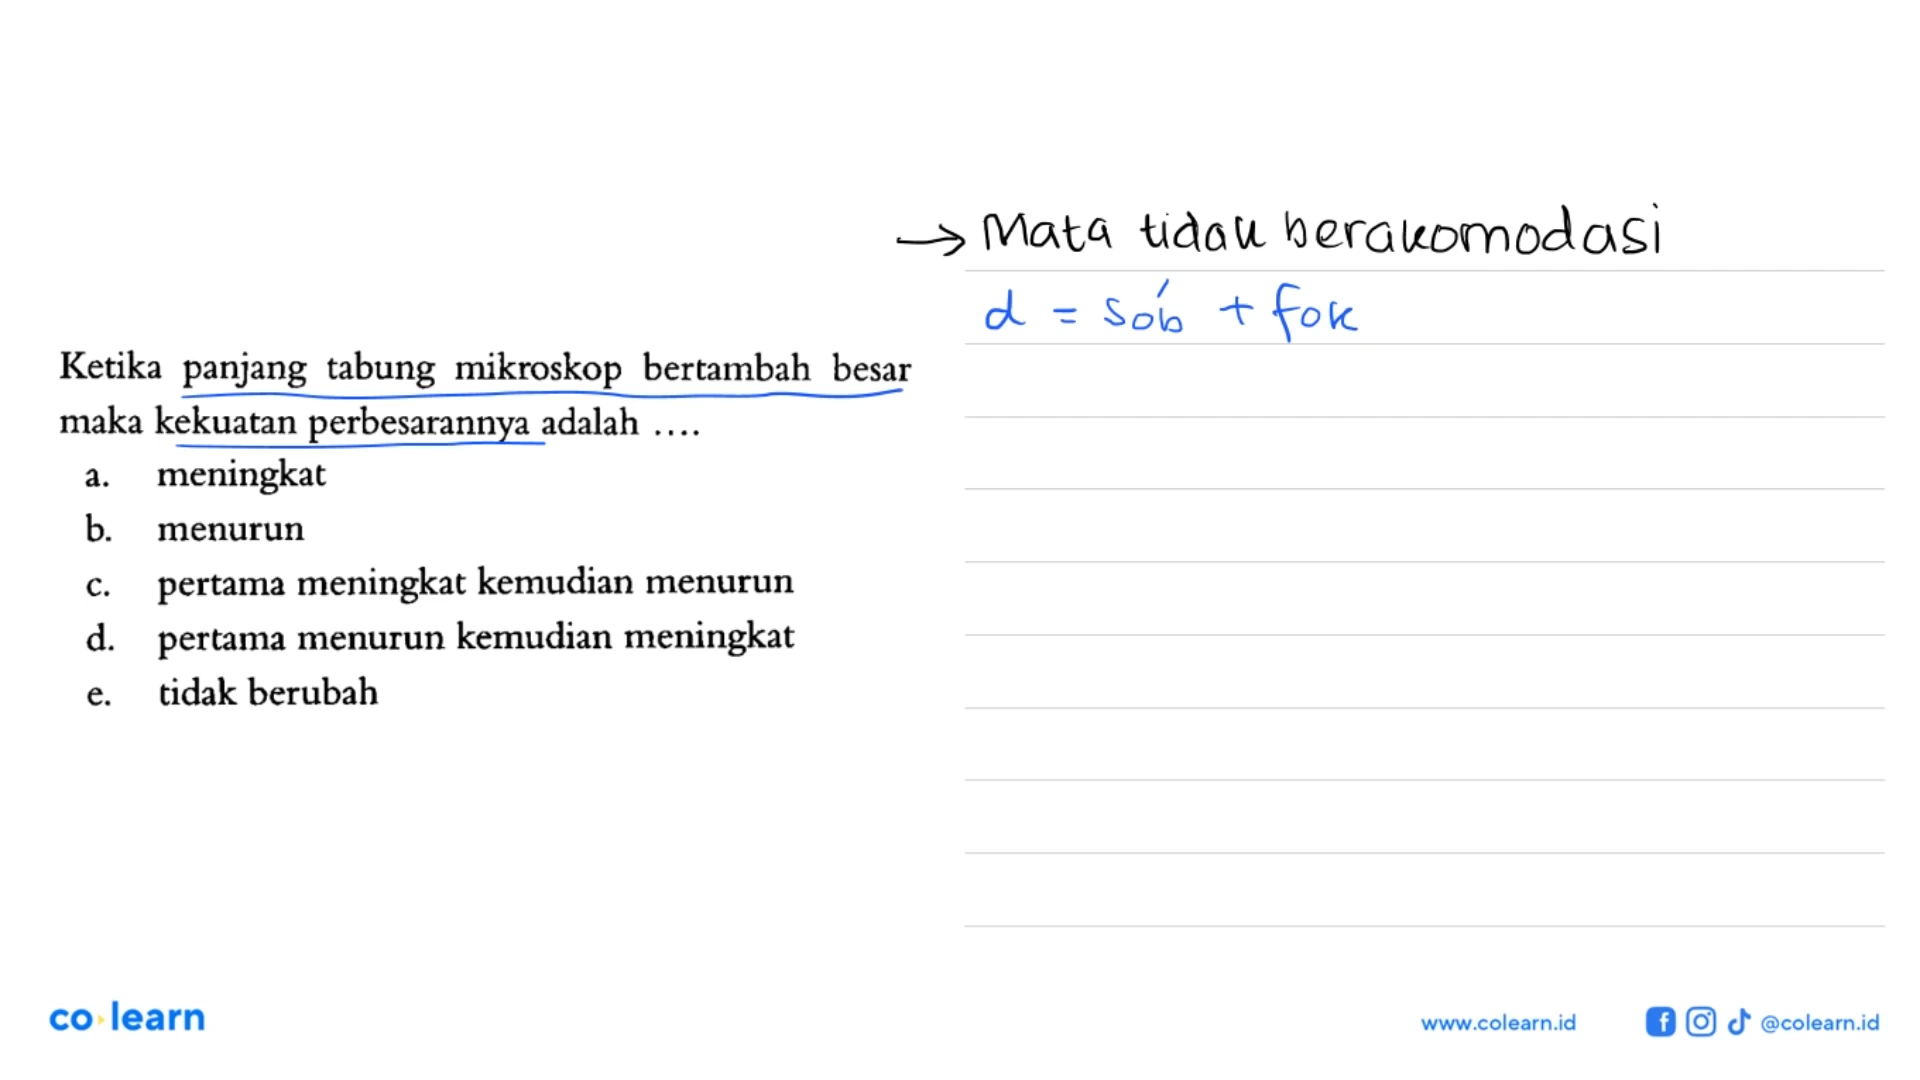 → Mata tidak berakomodasi
d = sob' + fok
Ketika panjang tabung mikroskop bertambah besar
maka kekuatan perbesarannya adalah ....
a. meningkat
b. menurun
c. pertama meningkat kemudian menurun
d. pertama menurun kemudian meningkat
e. tidak berubah
co learn
www.colearn.id
@colearn.id